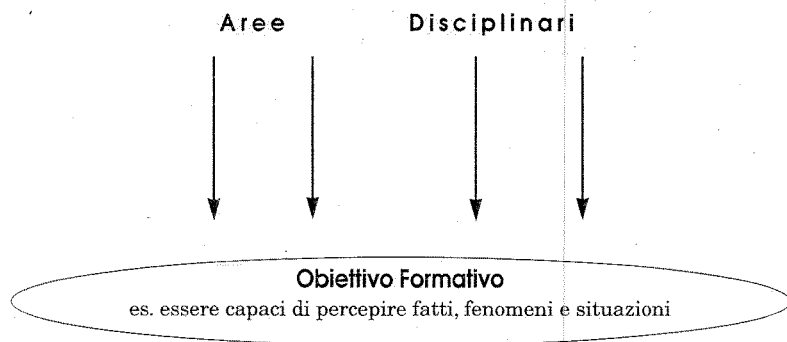 Aree Disciplinari
Obiettivo Formativo
es. essere capaci di percepire fatti, fenomeni e situazioni